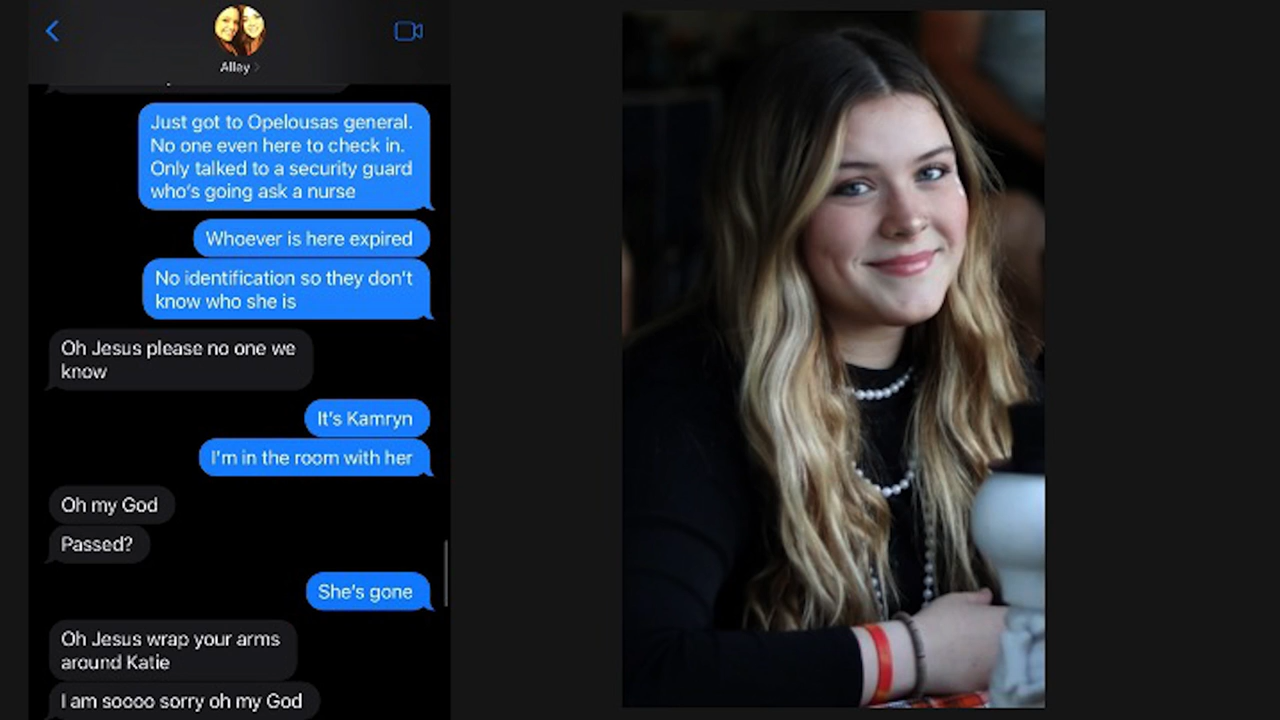 Alley
Just got to Opelousas general.
No one even here to check in.
Only talked to a security guard
who's going ask a nurse
Whoever is here expired
No identification so they don't
know who she is
Oh Jesus please no one we
know
It's Kamryn
I'm in the room with her
Oh my God
Passed?
She's gone
Oh Jesus wrap your arms
around Katie
I am soooo sorry oh my God